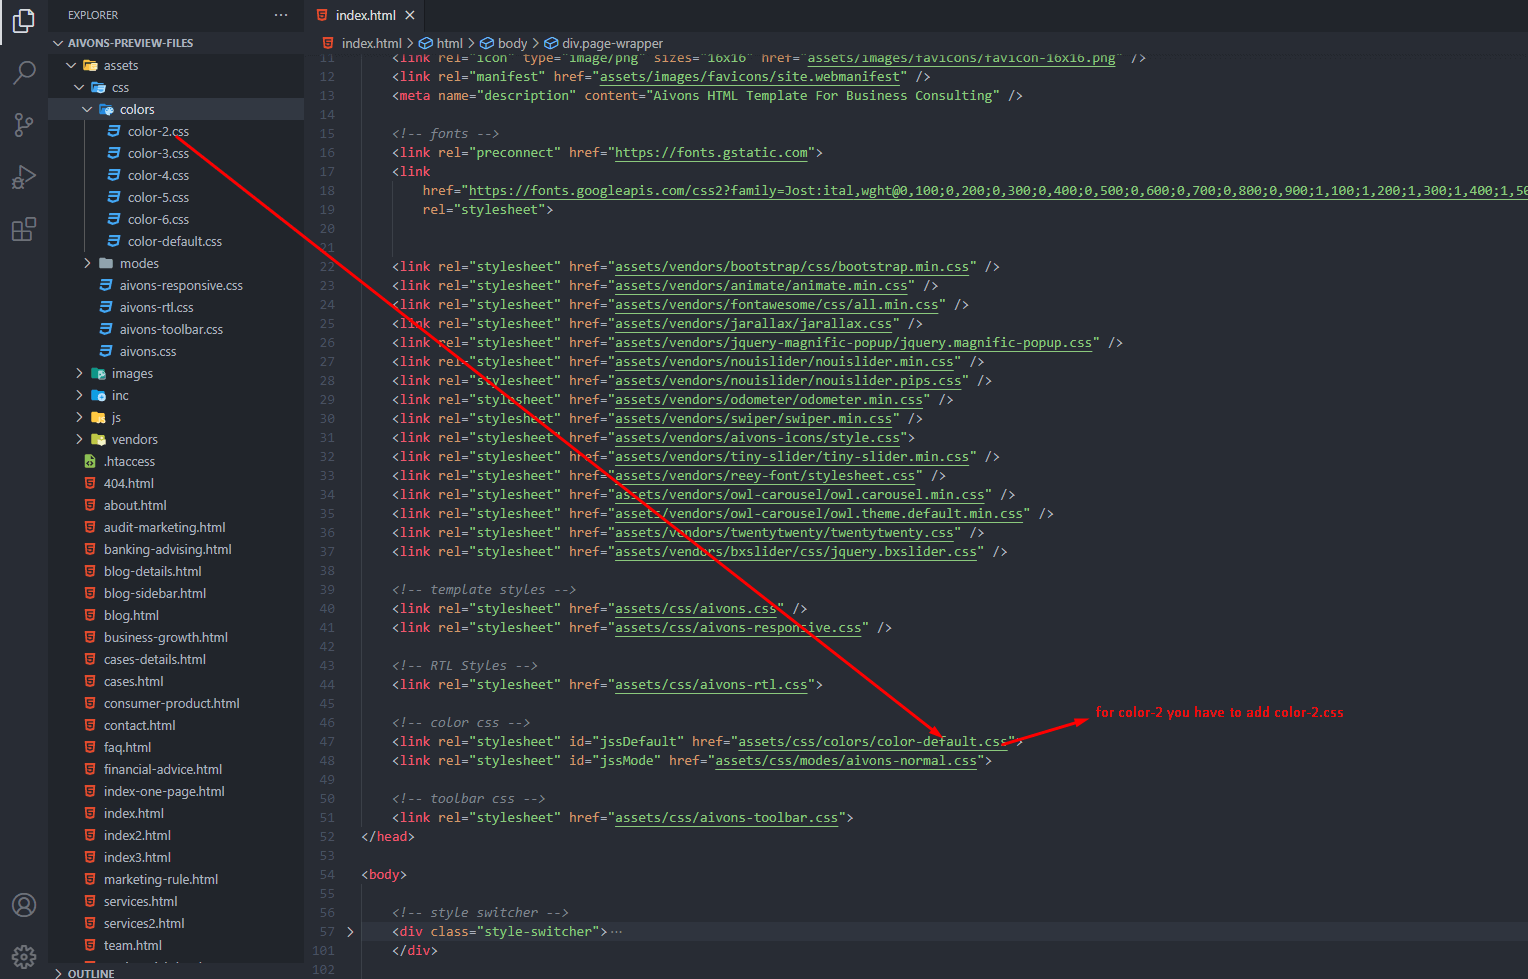 EXPLORER
···
index.html
AIVONS-PREVIEW-FILES
index.html > html > body > div.page-wrapper
assets
css
colors
color-2.css
color-3.css
color-4.css
color-5.css
color-6.css
color-default.css
modes
aivons-responsive.css
aivons-rtl.css
aivons-toolbar.css
aivons.css
images
inc
js
vendors
.htaccess
404.html
about.html
audit-marketing.html
banking-advising.html
blog-details.html
blog-sidebar.html
blog.html
business-growth.html
cases-details.html
cases.html
consumer-product.html
contact.html
faq.html
financial-advice.html
index-one-page.html
index.html
index2.html
index3.html
marketing-rule.html
services.html
services2.html
team.html
OUTLINE
11 <link rel="icon" type="image/png" sizes="16x16" href="assets/images/favicons/favicon-16x16.png" />
12 <link rel="manifest" href="assets/images/favicons/site.webmanifest" />
13 <meta name="description" content="Aivons HTML Template For Business Consulting" />
14
15 <!-- fonts -->
16 <link rel="preconnect" href="https://fonts.gstatic.com">
17 <link
18 href="https://fonts.googleapis.com/css2?family=Jost:ital,wght@0,100;0,200;0,300;0,400;0,500;0,600;0,700;0,800;0,900;1,100;1,200;1,300;1,400;1,50
19 rel="stylesheet">
20
21
22 <link rel="stylesheet" href="assets/vendors/bootstrap/css/bootstrap.min.css" />
23 <link rel="stylesheet" href="assets/vendors/animate/animate.min.css" />
24 <link rel="stylesheet" href="assets/vendors/fontawesome/css/all.min.css" />
25 <link rel="stylesheet" href="assets/vendors/jarallax/jarallax.css" />
26 <link rel="stylesheet" href="assets/vendors/jquery-magnific-popup/jquery.magnific-popup.css" />
27 <link rel="stylesheet" href="assets/vendors/nouislider/nouislider.min.css" />
28 <link rel="stylesheet" href="assets/vendors/nouislider/nouislider.pips.css" />
29 <link rel="stylesheet" href="assets/vendors/odometer/odometer.min.css" />
30 <link rel="stylesheet" href="assets/vendors/swiper/swiper.min.css" />
31 <link rel="stylesheet" href="assets/vendors/aivons-icons/style.css">
32 <link rel="stylesheet" href="assets/vendors/tiny-slider/tiny-slider.min.css" />
33 <link rel="stylesheet" href="assets/vendors/reey-font/stylesheet.css" />
34 <link rel="stylesheet" href="assets/vendors/owl-carousel/owl.carousel.min.css" />
35 <link rel="stylesheet" href="assets/vendors/owl-carousel/owl.theme.default.min.css" />
36 <link rel="stylesheet" href="assets/vendors/twentytwenty/twentytwenty.css" />
37 <link rel="stylesheet" href="assets/vendors/bxslider/css/jquery.bxslider.css" />
38
39 <!-- template styles -->
40 <link rel="stylesheet" href="assets/css/aivons.css" />
41 <link rel="stylesheet" href="assets/css/aivons-responsive.css" />
42
43 <!-- RTL Styles -->
44 <link rel="stylesheet" href="assets/css/aivons-rtl.css">
45
46 <!-- color css -->
for color-2 you have to add color-2.css
47 <link rel="stylesheet" id="jssDefault" href="assets/css/colors/color-default.css">
48 <link rel="stylesheet" id="jssMode" href="assets/css/modes/aivons-normal.css">
49
50 <!-- toolbar css -->
51 <link rel="stylesheet" href="assets/css/aivons-toolbar.css">
52 </head>
53
54 <body>
55
56 <!-- style switcher -->
57 <div class="style-switcher">···
101 </div>
102